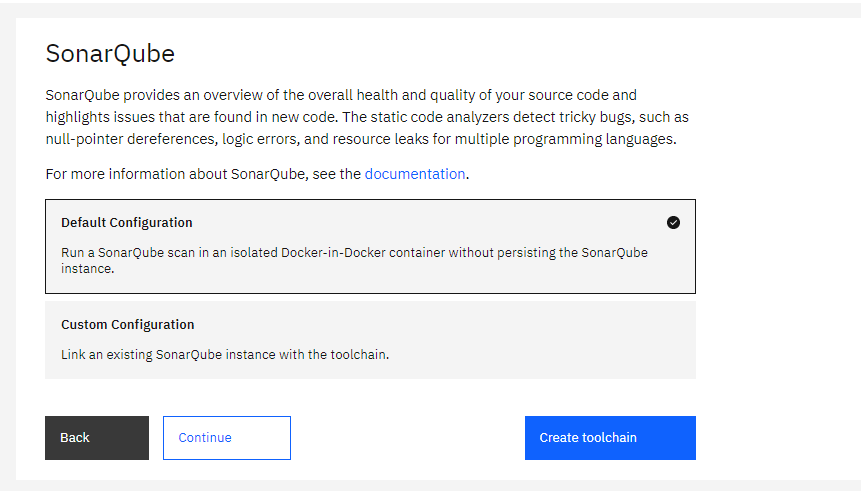 SonarQube
SonarQube provides an overview of the overall health and quality of your source code and
highlights issues that are found in new code. The static code analyzers detect tricky bugs, such as
null-pointer dereferences, logic errors, and resource leaks for multiple programming languages.
For more information about SonarQube, see the documentation.
Default Configuration
Run a SonarQube scan in an isolated Docker-in-Docker container without persisting the SonarQube
instance.
Custom Configuration
Link an existing SonarQube instance with the toolchain.
Back
Continue
Create toolchain